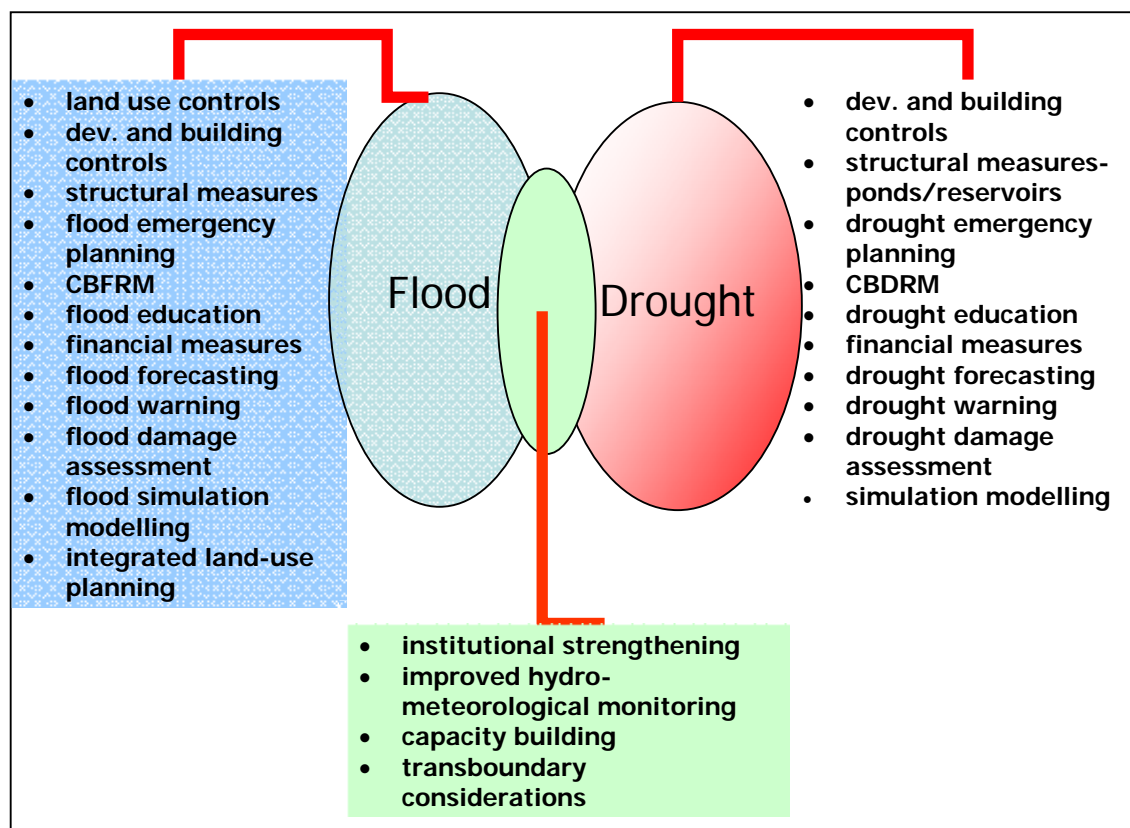 • land use controls
• dev. and building
controls
• structural measures
• flood emergency
planning
• CBFRM
• flood education
• financial measures
• flood forecasting
• flood warning
• flood damage
assessment
• flood simulation
modelling
• integrated land-use
planning
Flood
Drought
• dev. and building
controls
• structural measures-
ponds/reservoirs
• drought emergency
planning
• CBDRM
• drought education
• financial measures
• drought forecasting
• drought warning
• drought damage
assessment
• simulation modelling
• institutional strengthening
• improved hydro-
meteorological monitoring
• capacity building
• transboundary
considerations